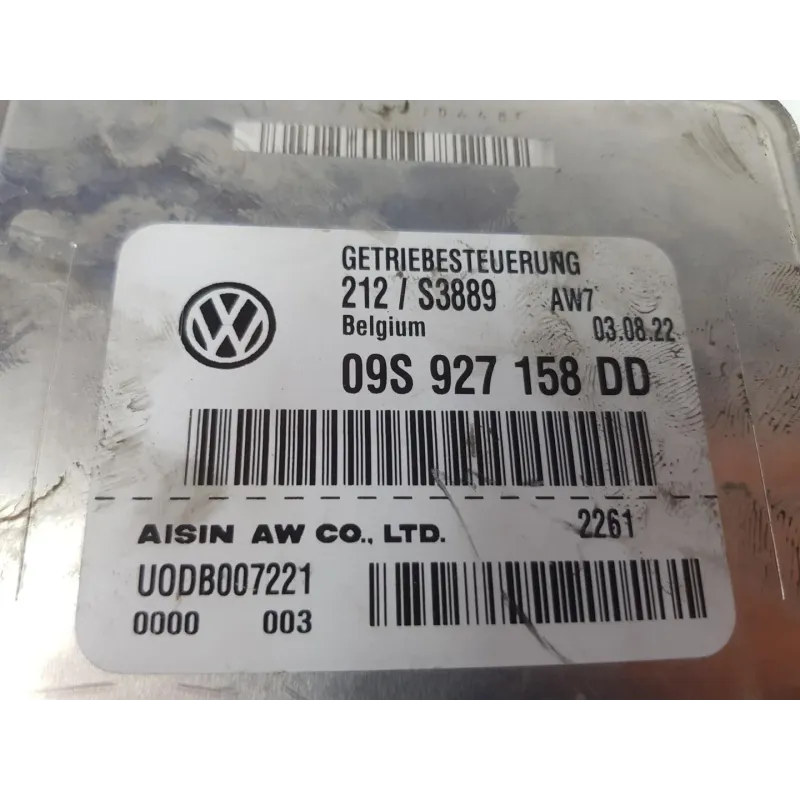 GETRIEBESTEUERUNG
212 / S3889 AW7
Belgium 03.08.22
09S 927 158 DD
AISIN AW CO., LTD. 2261
UODB007221
0000 003